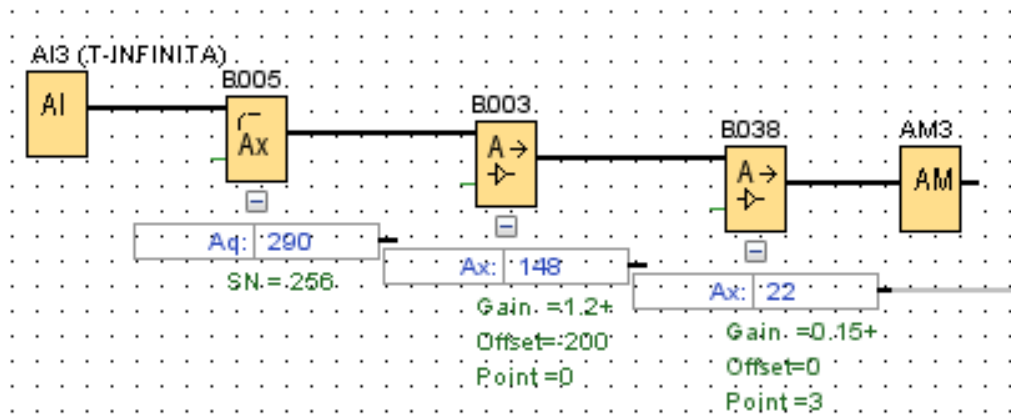 AI3 (T-INFINITA)
AI
B005
Ax
B003
A→
B038
A→
AM3
AM
Aq: 290
SN = 256
Ax: 148
Gain =1.2+
Offset=-200
Point =0
Ax: 22
Gain =0.15+
Offset=0
Point =3